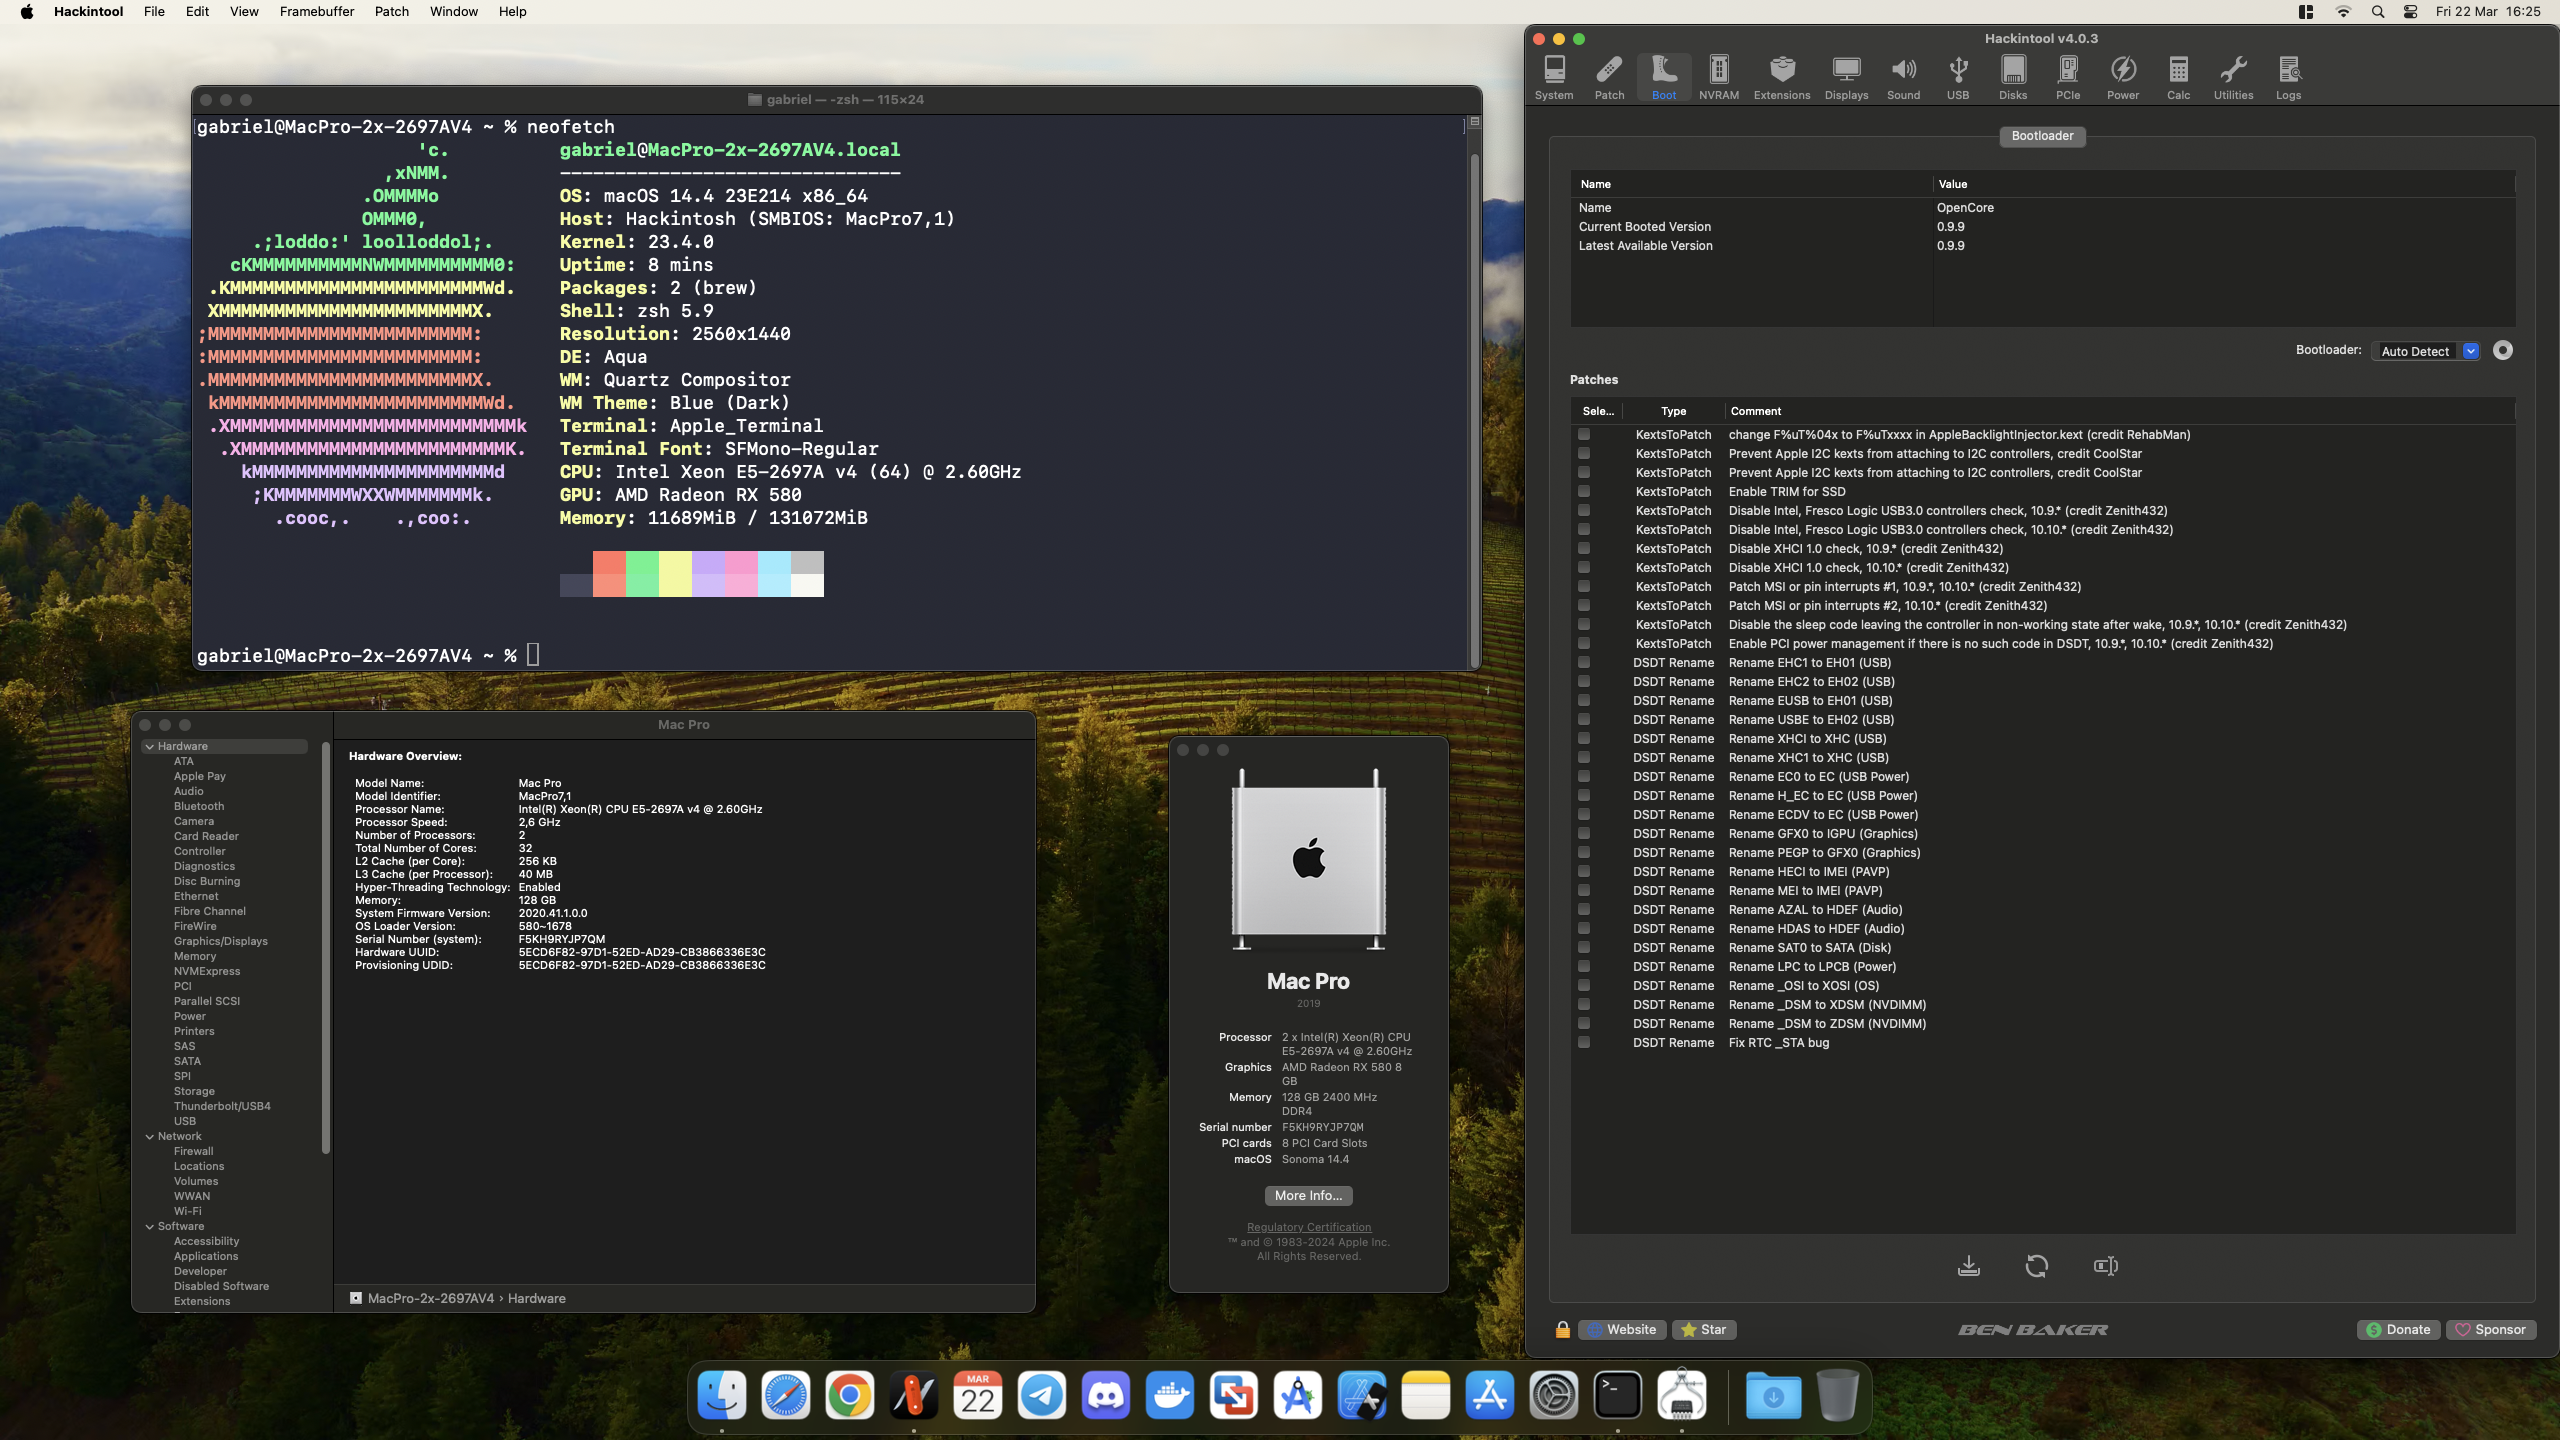 Hackintool File Edit View Framebuffer Patch Window Help
Fri 22 Mar 16:25
gabriel — -zsh — 115×24
[gabriel@MacPro-2x-2697AV4 ~ % neofetch ]
'c. gabriel@MacPro-2x-2697AV4.local
,xNMM. -------------------------------
.OMMMMo OS: macOS 14.4 23E214 x86_64
OMMM0, Host: Hackintosh (SMBIOS: MacPro7,1)
.;loddo:' loolloddol;. Kernel: 23.4.0
cKMMMMMMMMMMNWMMMMMMMMMM0: Uptime: 8 mins
.KMMMMMMMMMMMMMMMMMMMMMMMWd. Packages: 2 (brew)
XMMMMMMMMMMMMMMMMMMMMMMMX. Shell: zsh 5.9
;MMMMMMMMMMMMMMMMMMMMMMMM: Resolution: 2560x1440
:MMMMMMMMMMMMMMMMMMMMMMMM: DE: Aqua
.MMMMMMMMMMMMMMMMMMMMMMMMX. WM: Quartz Compositor
kMMMMMMMMMMMMMMMMMMMMMMMMWd. WM Theme: Blue (Dark)
.XMMMMMMMMMMMMMMMMMMMMMMMMMMk Terminal: Apple_Terminal
.XMMMMMMMMMMMMMMMMMMMMMMMMK. Terminal Font: SFMono-Regular
kMMMMMMMMMMMMMMMMMMMMMMd CPU: Intel Xeon E5-2697A v4 (64) @ 2.60GHz
;KMMMMMMMWXXWMMMMMMMk. GPU: AMD Radeon RX 580
.cooc,. .,coo:. Memory: 11689MiB / 131072MiB
gabriel@MacPro-2x-2697AV4 ~ %
Mac Pro
Hardware
ATA
Apple Pay
Audio
Bluetooth
Camera
Card Reader
Controller
Diagnostics
Disc Burning
Ethernet
Fibre Channel
FireWire
Graphics/Displays
Memory
NVMExpress
PCI
Parallel SCSI
Power
Printers
SAS
SATA
SPI
Storage
Thunderbolt/USB4
USB
Network
Firewall
Locations
Volumes
WWAN
Wi-Fi
Software
Accessibility
Applications
Developer
Disabled Software
Extensions
Hardware Overview:
Model Name: Mac Pro
Model Identifier: MacPro7,1
Processor Name: Intel(R) Xeon(R) CPU E5-2697A v4 @ 2.60GHz
Processor Speed: 2,6 GHz
Number of Processors: 2
Total Number of Cores: 32
L2 Cache (per Core): 256 KB
L3 Cache (per Processor): 40 MB
Hyper-Threading Technology: Enabled
Memory: 128 GB
System Firmware Version: 2020.41.1.0.0
OS Loader Version: 580~1678
Serial Number (system): F5KH9RYJP7QM
Hardware UUID: 5ECD6F82-97D1-52ED-AD29-CB3866336E3C
Provisioning UDID: 5ECD6F82-97D1-52ED-AD29-CB3866336E3C
MacPro-2x-2697AV4 › Hardware
Mac Pro
2019
Processor 2 x Intel(R) Xeon(R) CPU
E5-2697A v4 @ 2.60GHz
Graphics AMD Radeon RX 580 8
GB
Memory 128 GB 2400 MHz
DDR4
Serial number F5KH9RYJP7QM
PCI cards 8 PCI Card Slots
macOS Sonoma 14.4
More Info...
Regulatory Certification
™ and © 1983-2024 Apple Inc.
All Rights Reserved.
Hackintool v4.0.3
System Patch Boot NVRAM Extensions Displays Sound USB Disks PCIe Power Calc Utilities Logs
Bootloader
Name Value
Name OpenCore
Current Booted Version 0.9.9
Latest Available Version 0.9.9
Bootloader: Auto Detect
Patches
Sele... Type Comment
KextsToPatch change F%uT%04x to F%uTxxxx in AppleBacklightInjector.kext (credit RehabMan)
KextsToPatch Prevent Apple I2C kexts from attaching to I2C controllers, credit CoolStar
KextsToPatch Prevent Apple I2C kexts from attaching to I2C controllers, credit CoolStar
KextsToPatch Enable TRIM for SSD
KextsToPatch Disable Intel, Fresco Logic USB3.0 controllers check, 10.9.* (credit Zenith432)
KextsToPatch Disable Intel, Fresco Logic USB3.0 controllers check, 10.10.* (credit Zenith432)
KextsToPatch Disable XHCI 1.0 check, 10.9.* (credit Zenith432)
KextsToPatch Disable XHCI 1.0 check, 10.10.* (credit Zenith432)
KextsToPatch Patch MSI or pin interrupts #1, 10.9.*, 10.10.* (credit Zenith432)
KextsToPatch Patch MSI or pin interrupts #2, 10.10.* (credit Zenith432)
KextsToPatch Disable the sleep code leaving the controller in non-working state after wake, 10.9.*, 10.10.* (credit Zenith432)
KextsToPatch Enable PCI power management if there is no such code in DSDT, 10.9.*, 10.10.* (credit Zenith432)
DSDT Rename Rename EHC1 to EH01 (USB)
DSDT Rename Rename EHC2 to EH02 (USB)
DSDT Rename Rename EUSB to EH01 (USB)
DSDT Rename Rename USBE to EH02 (USB)
DSDT Rename Rename XHCI to XHC (USB)
DSDT Rename Rename XHC1 to XHC (USB)
DSDT Rename Rename EC0 to EC (USB Power)
DSDT Rename Rename H_EC to EC (USB Power)
DSDT Rename Rename ECDV to EC (USB Power)
DSDT Rename Rename GFX0 to IGPU (Graphics)
DSDT Rename Rename PEGP to GFX0 (Graphics)
DSDT Rename Rename HECI to IMEI (PAVP)
DSDT Rename Rename MEI to IMEI (PAVP)
DSDT Rename Rename AZAL to HDEF (Audio)
DSDT Rename Rename HDAS to HDEF (Audio)
DSDT Rename Rename SAT0 to SATA (Disk)
DSDT Rename Rename LPC to LPCB (Power)
DSDT Rename Rename _OSI to XOSI (OS)
DSDT Rename Rename _DSM to XDSM (NVDIMM)
DSDT Rename Rename _DSM to ZDSM (NVDIMM)
DSDT Rename Fix RTC _STA bug
Website Star BEN BAKER Donate Sponsor
MAR
22